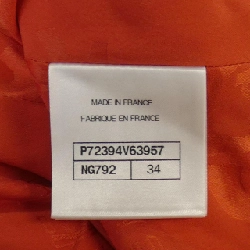 MADE IN FRANCE
FABRIQUE EN FRANCE
P72394V63957
NG792 34